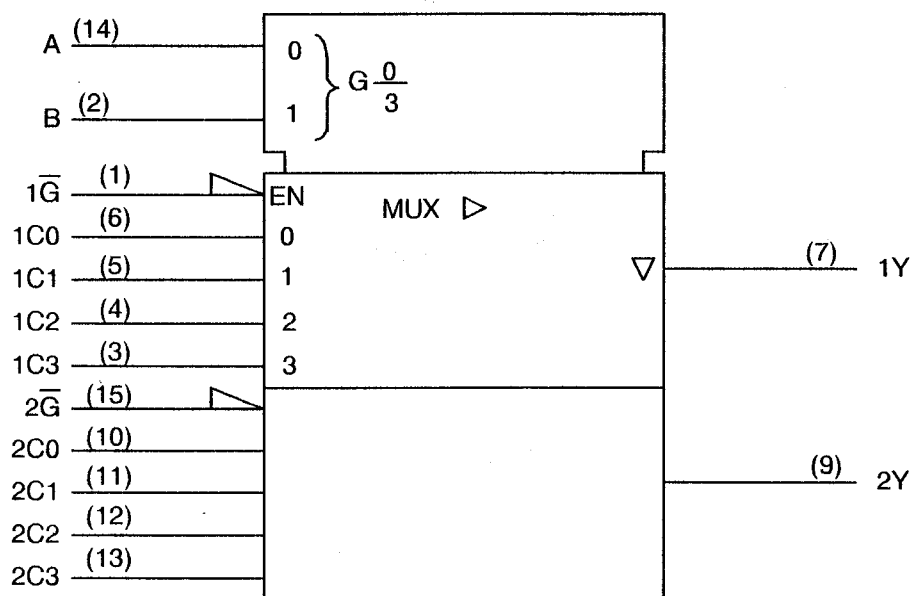 A (14) 0
G 0/3
B (2) 1
1G̅ (1) EN
MUX ▷
1C0 (6) 0
1C1 (5) 1 ▽ (7) 1Y
1C2 (4) 2
1C3 (3) 3
2G̅ (15)
2C0 (10)
2C1 (11) (9) 2Y
2C2 (12)
2C3 (13)